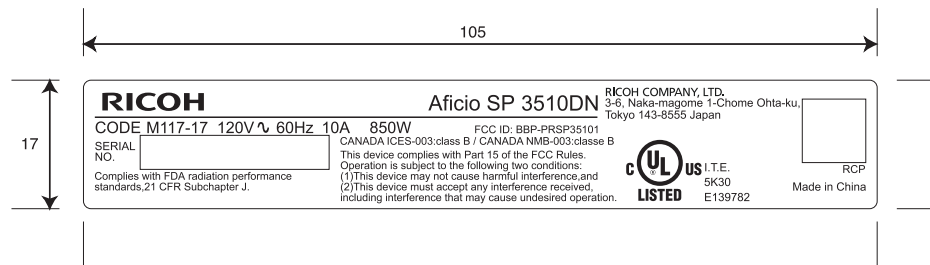 105
17
RICOH
Aficio SP 3510DN
RICOH COMPANY, LTD.
3-6, Naka-magome 1-Chome Ohta-ku,
Tokyo 143-8555 Japan
CODE M117-17 120V ∿ 60Hz 10A 850W
FCC ID: BBP-PRSP35101
CANADA ICES-003:class B / CANADA NMB-003:classe B
SERIAL
NO.
This device complies with Part 15 of the FCC Rules.
Operation is subject to the following two conditions:
(1)This device may not cause harmful interference,and
(2)This device must accept any interference received,
including interference that may cause undesired operation.
Complies with FDA radiation performance
standards,21 CFR Subchapter J.
C UL ® US
LISTED
I.T.E.
5K30
E139782
RCP
Made in China